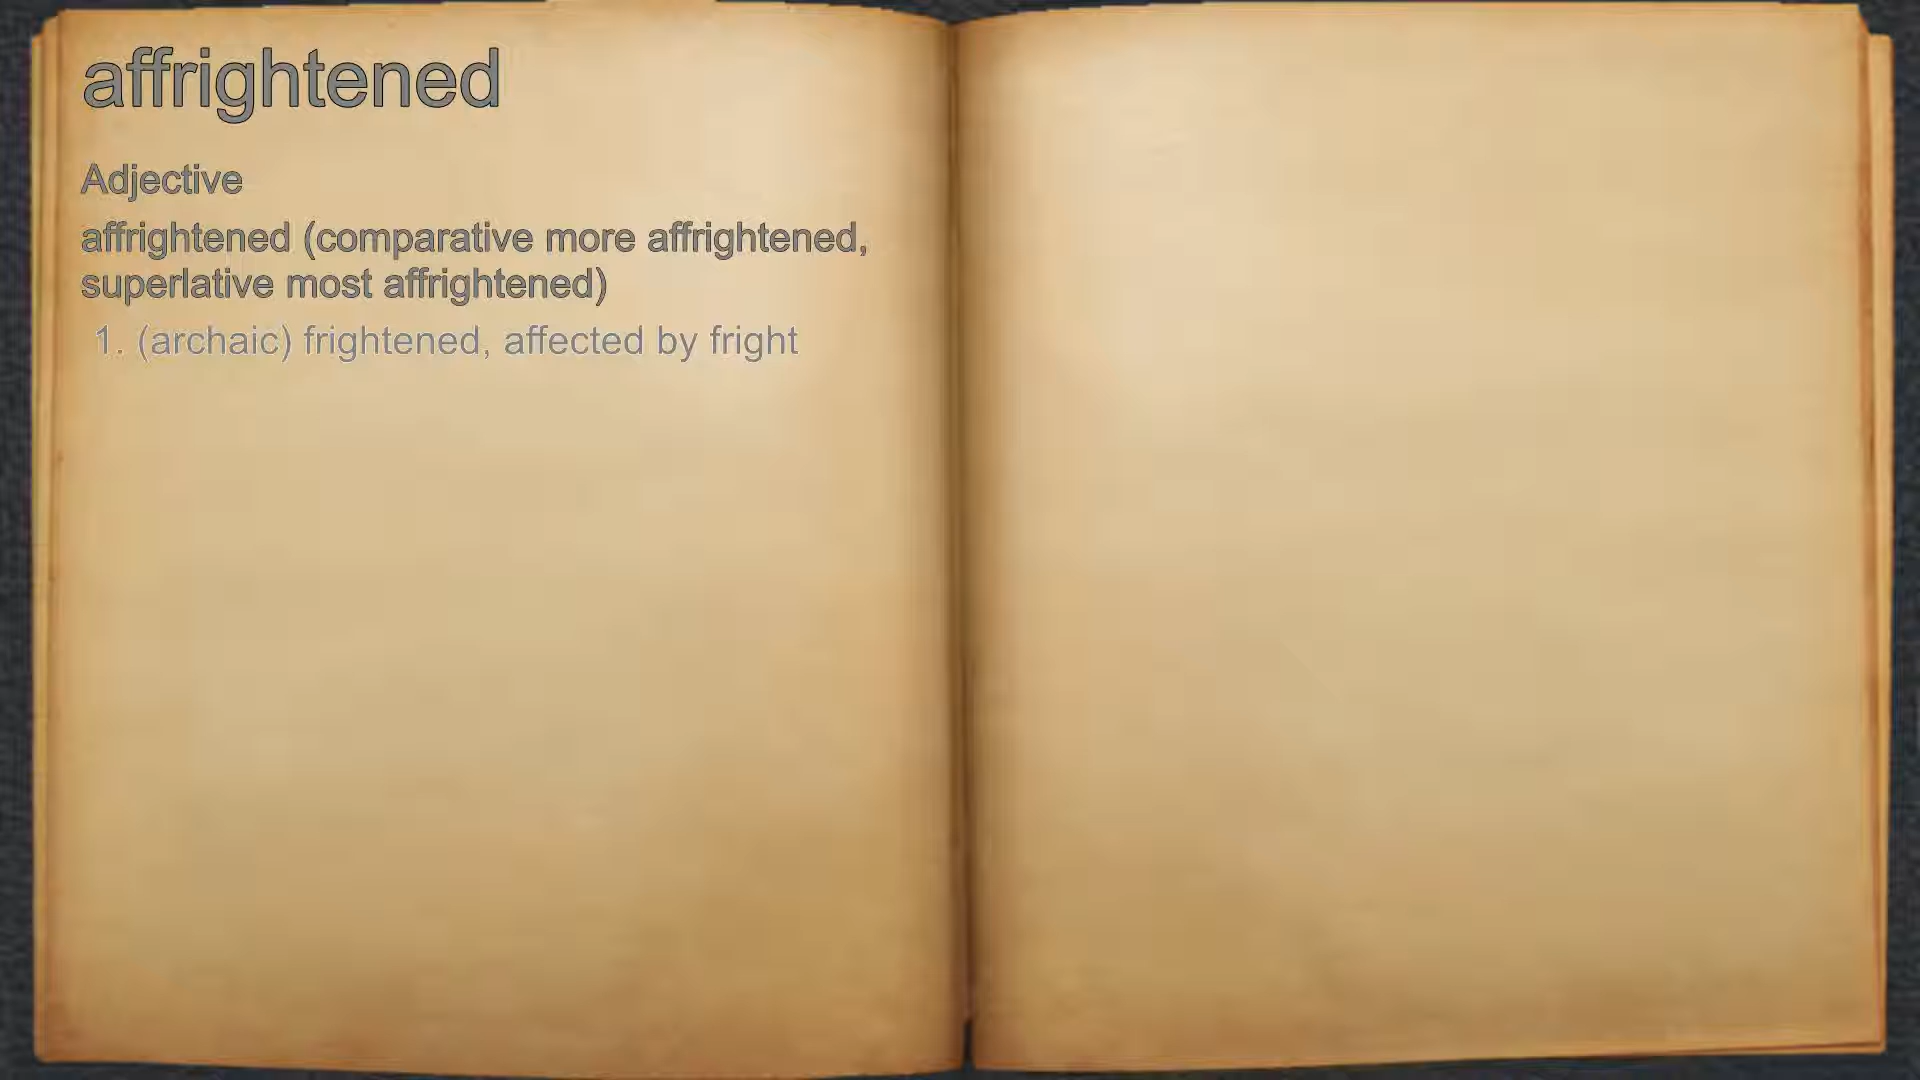 affrightened
Adjective
affrightened (comparative more affrightened,
superlative most affrightened)
1. (archaic) frightened, affected by fright